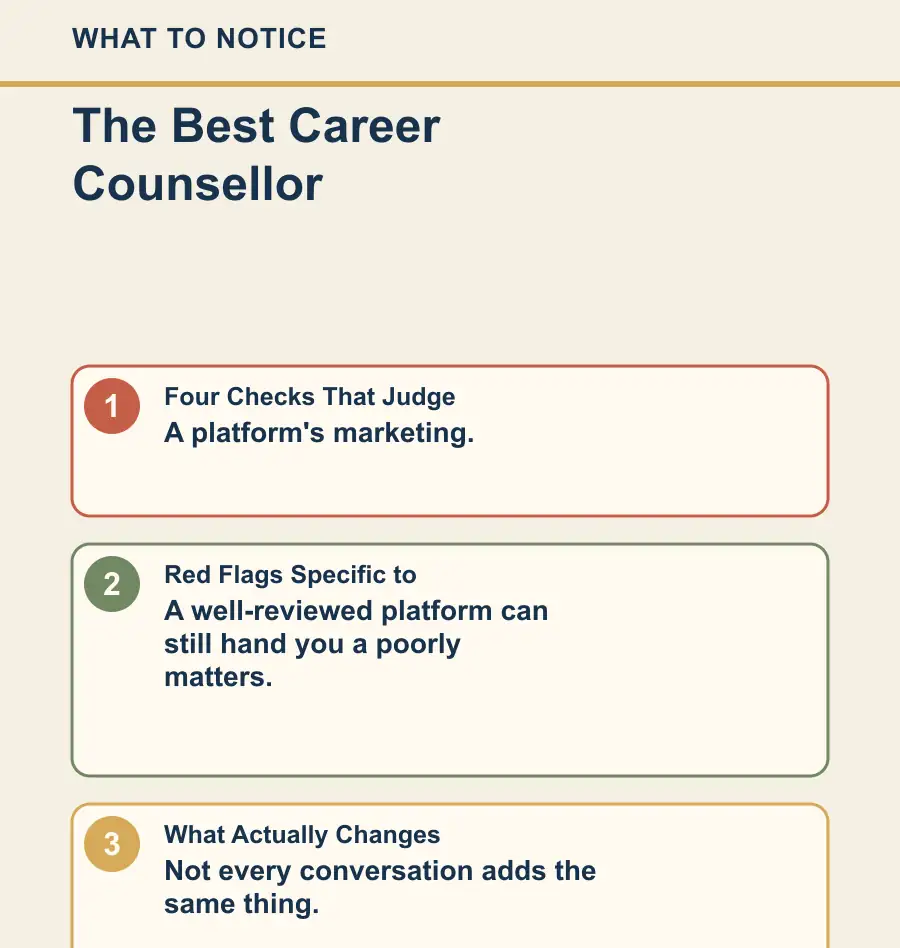 WHAT TO NOTICE
The Best Career
Counsellor
1
Four Checks That Judge
A platform's marketing.
2
Red Flags Specific to
A well-reviewed platform can
still hand you a poorly
matters.
3
What Actually Changes
Not every conversation adds the
same thing.